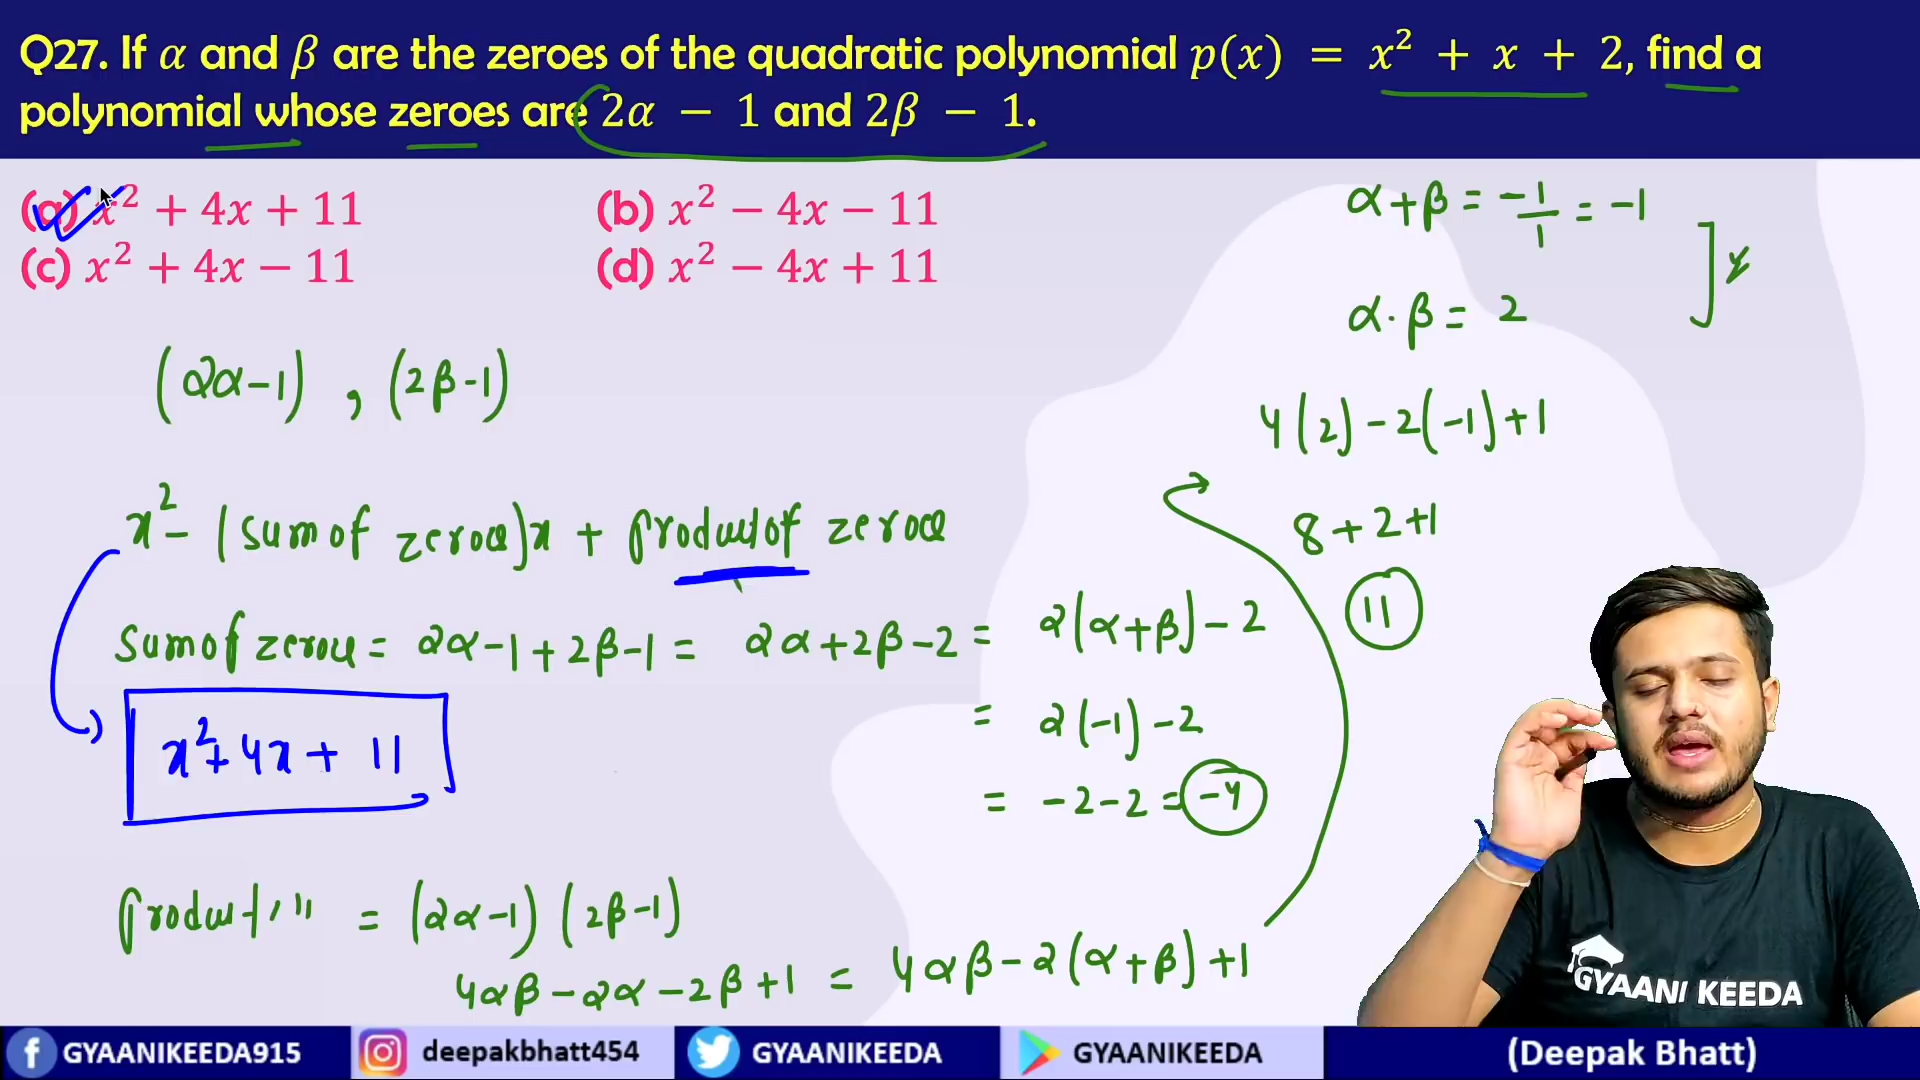 Q27. If α and β are the zeroes of the quadratic polynomial p(x) = x² + x + 2, find a
polynomial whose zeroes are 2α − 1 and 2β − 1.
(a) x² + 4x + 11
(b) x² − 4x − 11
(c) x² + 4x − 11
(d) x² − 4x + 11
α+β = -1/1 = -1
α·β = 2
(2α-1) , (2β-1)
4(2) - 2(-1) + 1
8+2+1
11
x² - (sum of zeroes)x + product of zeroes
Sum of zeroes = 2α-1+2β-1 = 2α+2β-2 = 2(α+β)-2
= 2(-1)-2
= -2-2 = -4
x²+4x+ 11
Product '' = (2α-1) (2β-1)
4αβ-2α-2β+1 = 4αβ-2(α+β)+1
GYAANI KEEDA
GYAANIKEEDA915
deepakbhatt454
GYAANIKEEDA
GYAANIKEEDA
(Deepak Bhatt)